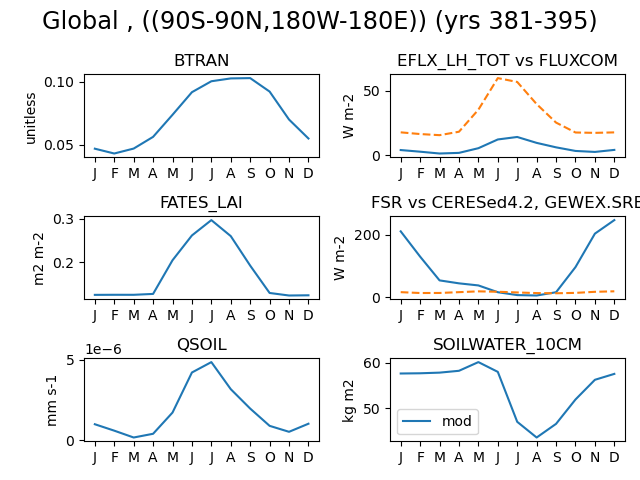 Global , ((90S-90N,180W-180E)) (yrs 381-395)
BTRAN
unitless
0.10
0.05
J F M A M J J A S O N D
EFLX_LH_TOT vs FLUXCOM
W m-2
50
0
J F M A M J J A S O N D
FATES_LAI
m2 m-2
0.3
0.2
J F M A M J J A S O N D
FSR vs CERESed4.2, GEWEX.SRB
W m-2
200
0
J F M A M J J A S O N D
QSOIL
1e−6
mm s-1
5
0
J F M A M J J A S O N D
SOILWATER_10CM
kg m2
60
50
mod
J F M A M J J A S O N D